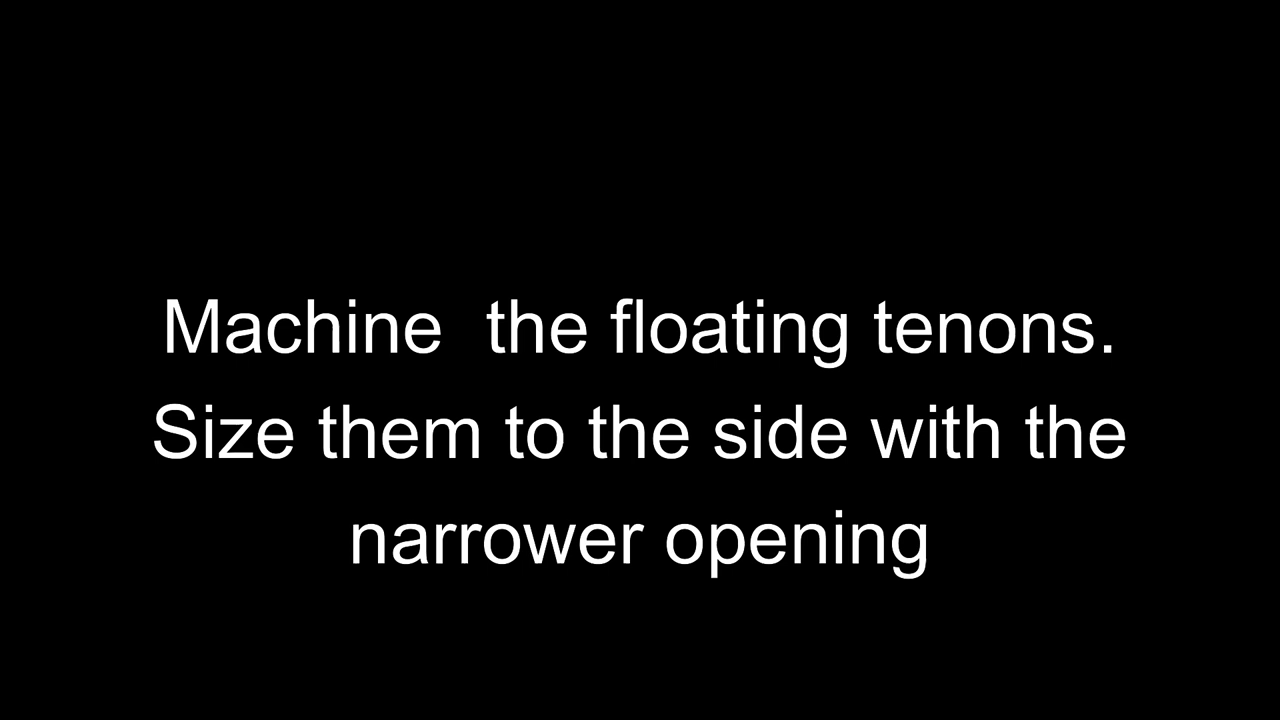 Machine  the floating tenons.
Size them to the side with the
narrower opening